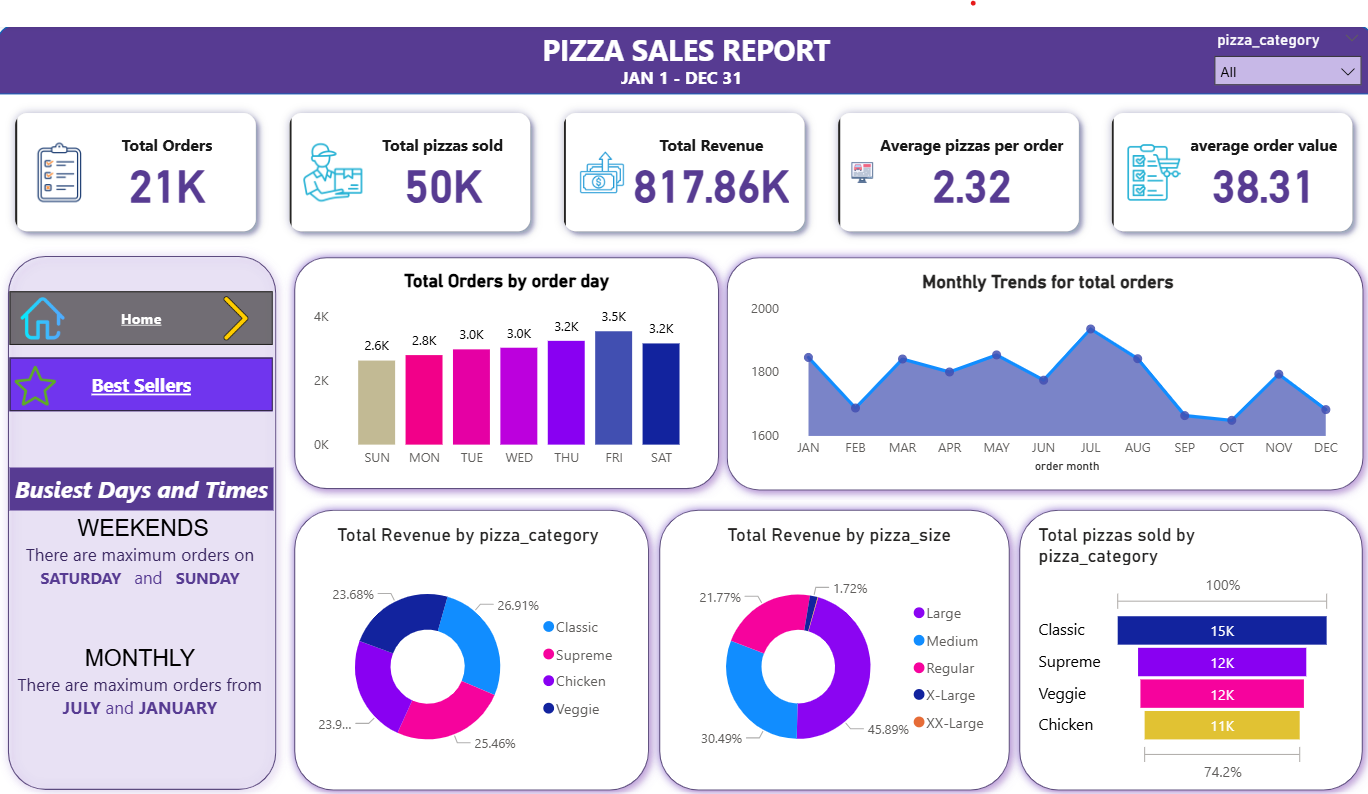 PIZZA SALES REPORT
JAN 1 - DEC 31
pizza_category
All
Total Orders
21K
Total pizzas sold
50K
Total Revenue
817.86K
Average pizzas per order
2.32
average order value
38.31
Home
Best Sellers
Busiest Days and Times
WEEKENDS
There are maximum orders on
SATURDAY and SUNDAY
MONTHLY
There are maximum orders from
JULY and JANUARY
Total Orders by order day
4K
2K
0K
2.6K 2.8K 3.0K 3.0K 3.2K 3.5K 3.2K
SUN MON TUE WED THU FRI SAT
Monthly Trends for total orders
2000
1800
1600
JAN FEB MAR APR MAY JUN JUL AUG SEP OCT NOV DEC
order month
Total Revenue by pizza_category
23.68%
26.91%
23.9...
25.46%
Classic
Supreme
Chicken
Veggie
Total Revenue by pizza_size
21.77%
1.72%
30.49%
45.89%
Large
Medium
Regular
X-Large
XX-Large
Total pizzas sold by
pizza_category
100%
Classic 15K
Supreme 12K
Veggie 12K
Chicken 11K
74.2%